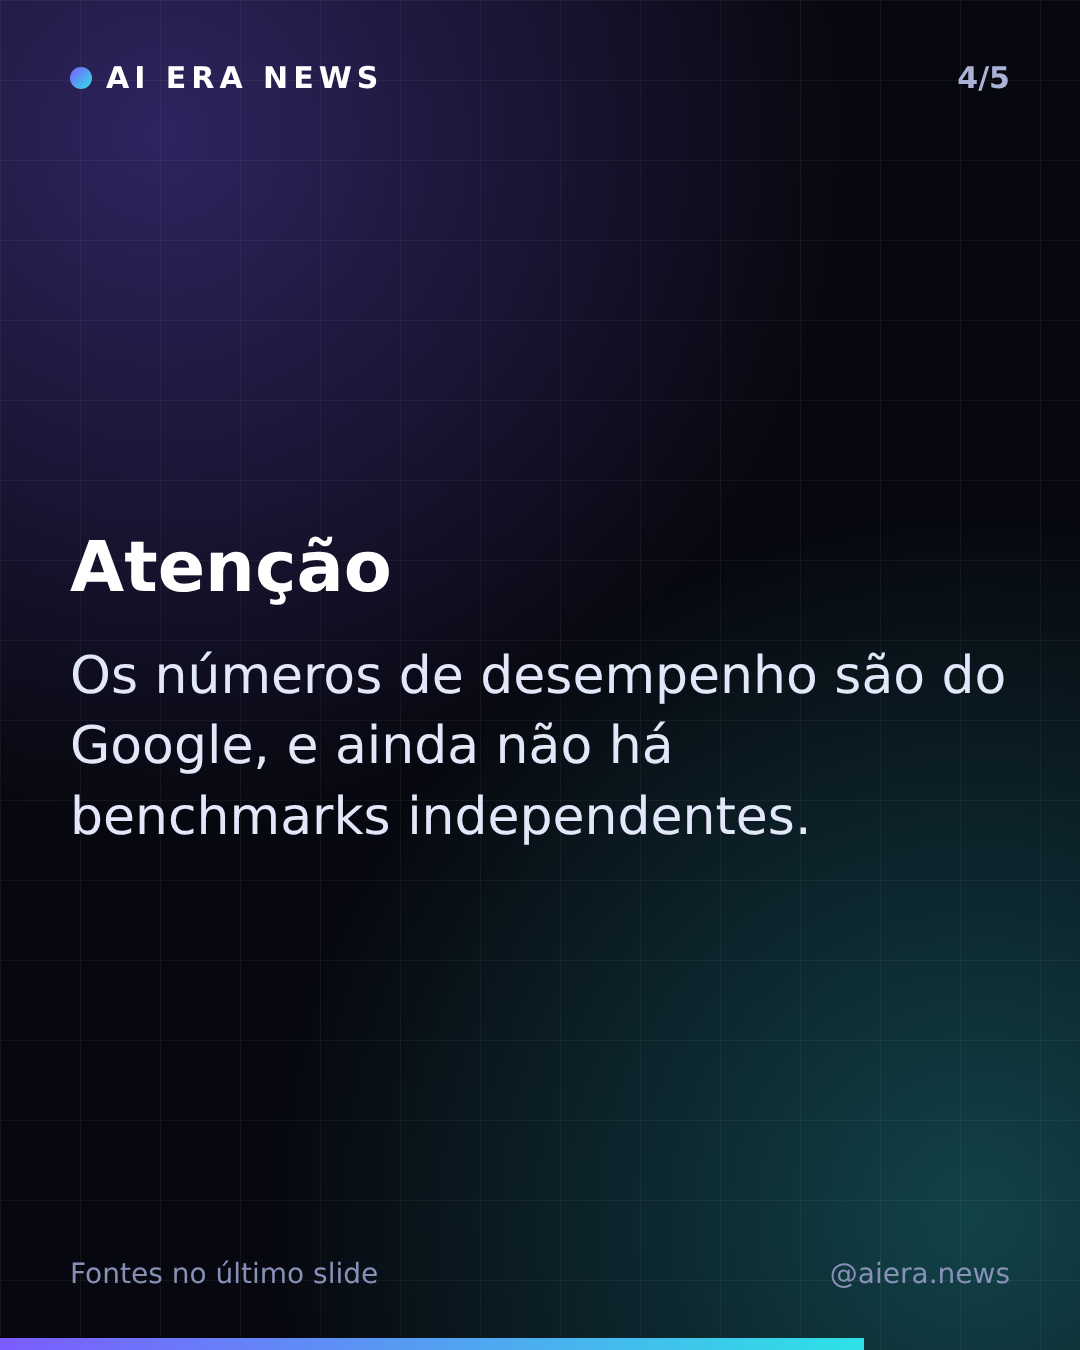 AI ERA NEWS
4/5
Atenção
Os números de desempenho são do
Google, e ainda não há
benchmarks independentes.
Fontes no último slide
@aiera.news